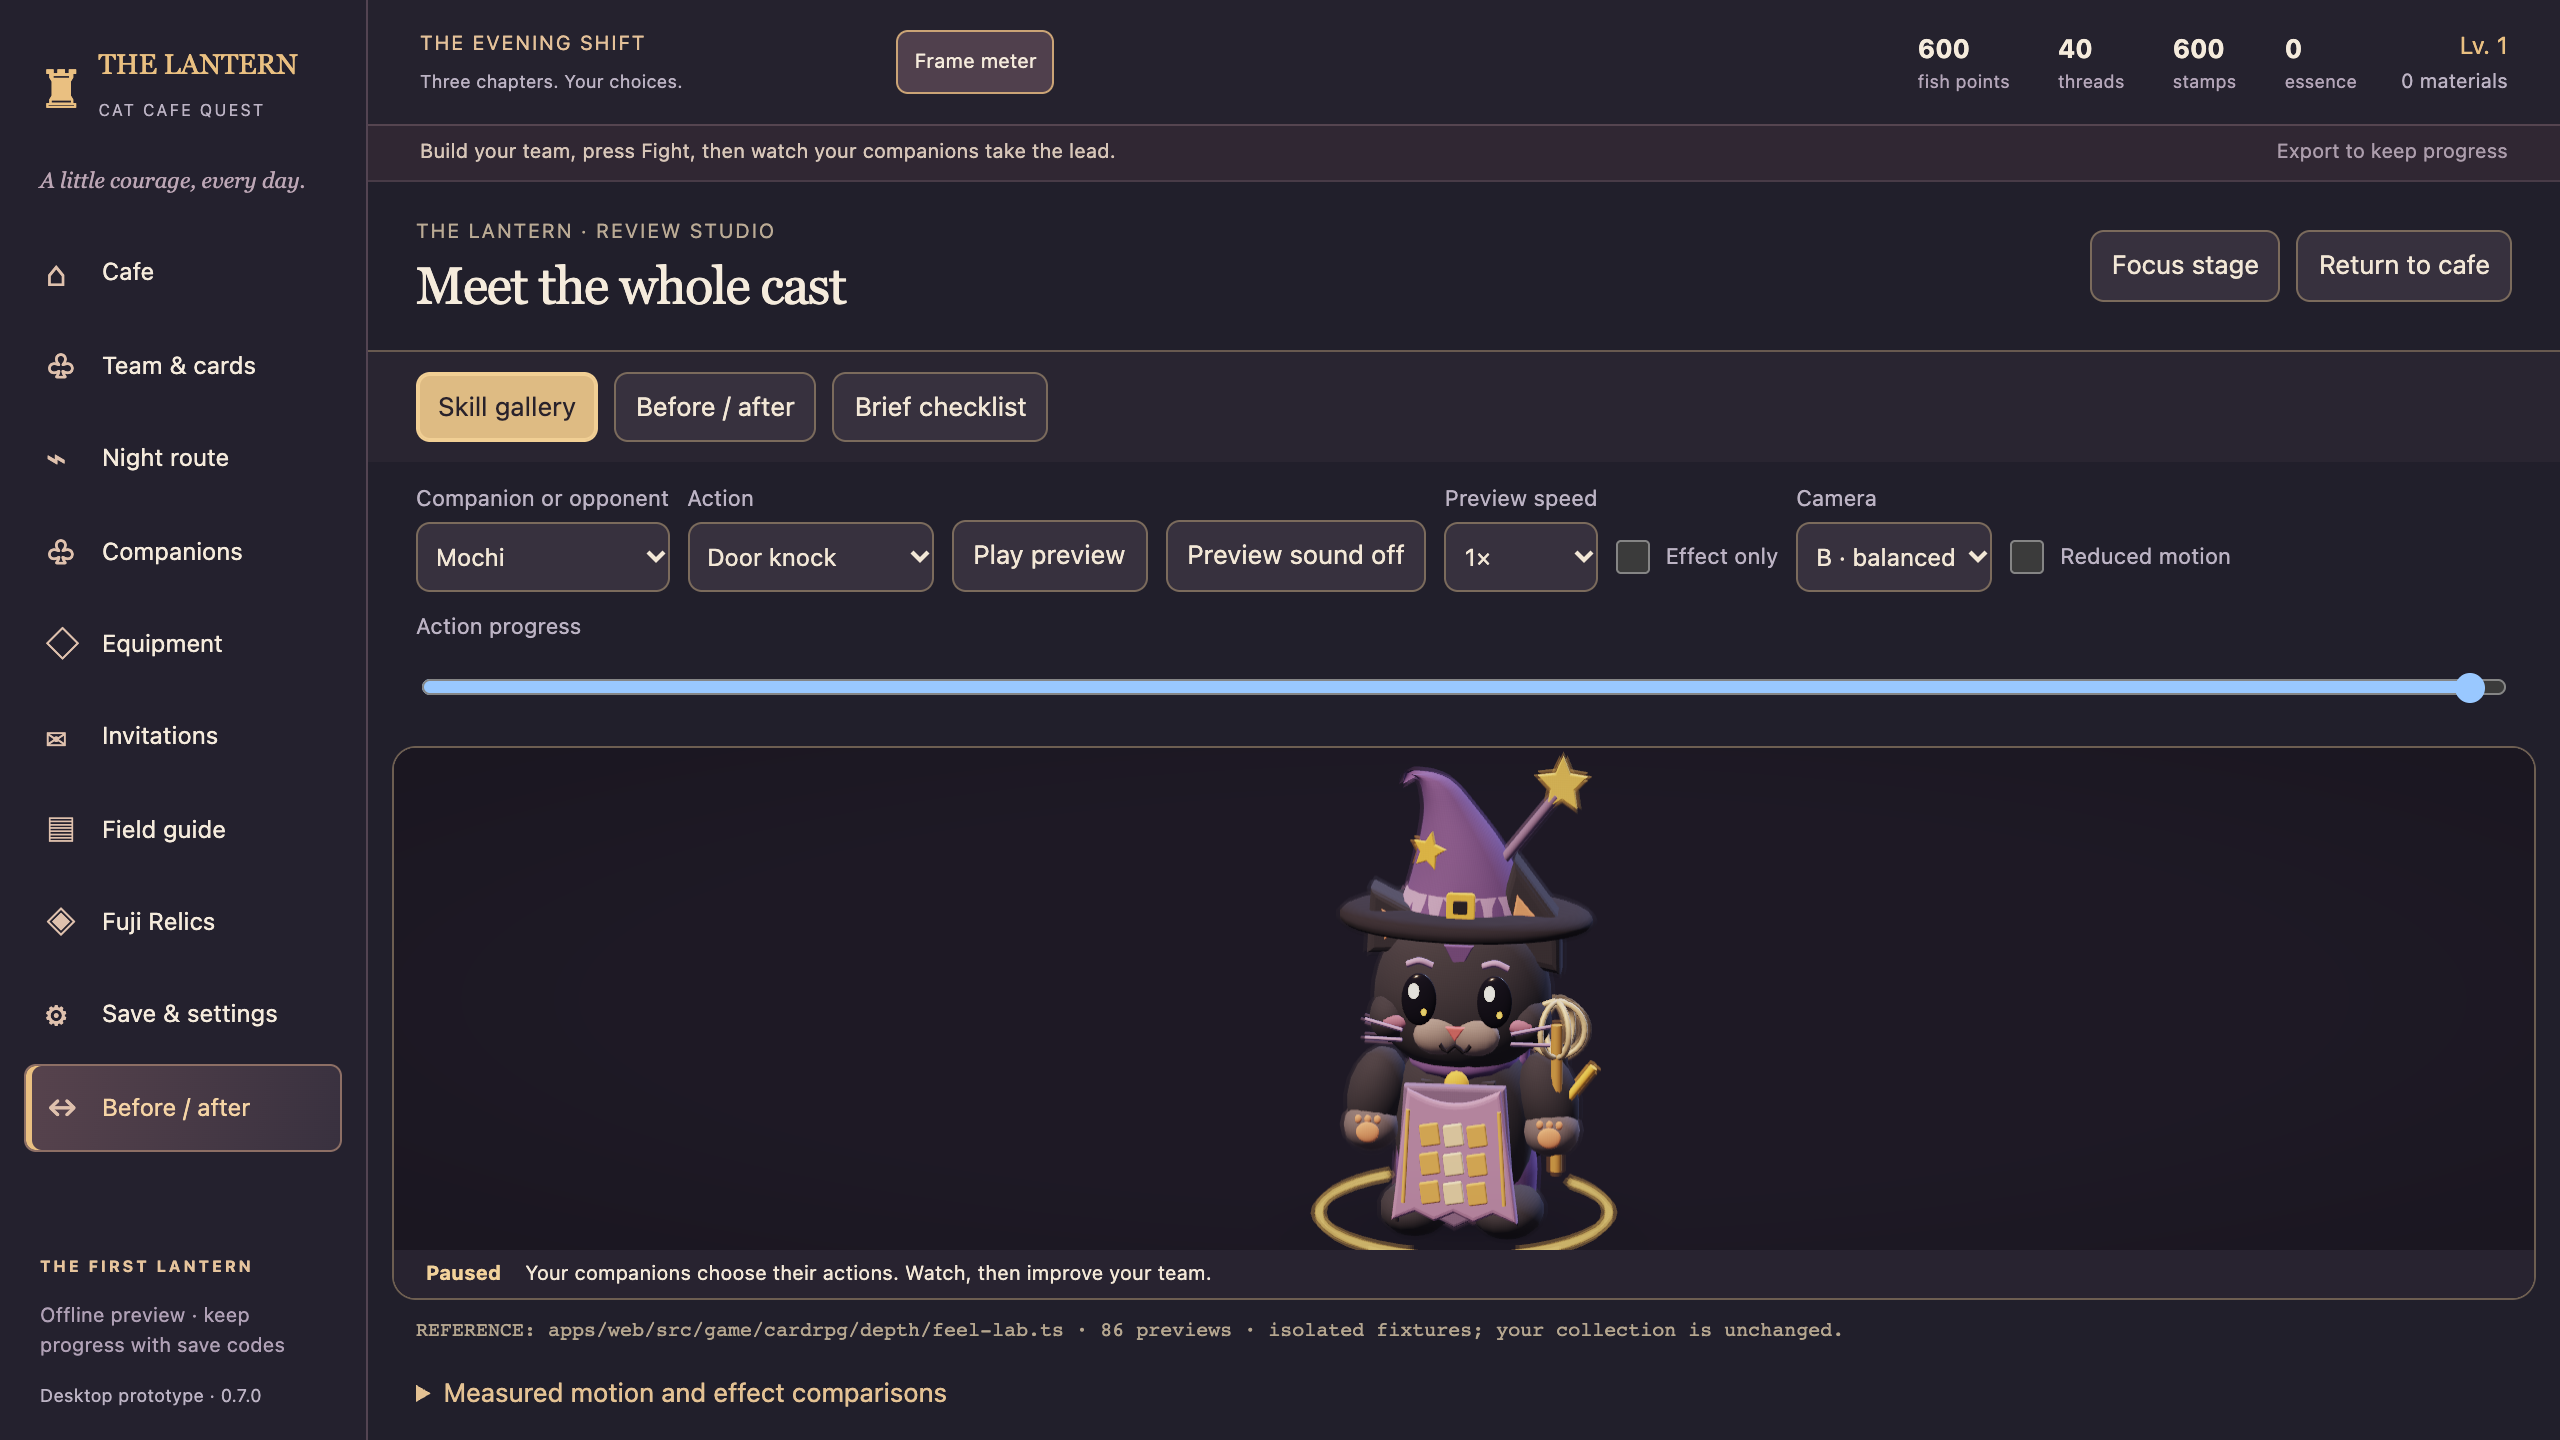 THE LANTERN
CAT CAFE QUEST
A little courage, every day.
Cafe
Team & cards
Night route
Companions
Equipment
Invitations
Field guide
Fuji Relics
Save & settings
Before / after
THE FIRST LANTERN
Offline preview · keep
progress with save codes
Desktop prototype · 0.7.0
THE EVENING SHIFT
Three chapters. Your choices.
Frame meter
600
fish points
40
threads
600
stamps
0
essence
Lv. 1
0 materials
Build your team, press Fight, then watch your companions take the lead.
Export to keep progress
THE LANTERN · REVIEW STUDIO
Meet the whole cast
Focus stage
Return to cafe
Skill gallery
Before / after
Brief checklist
Companion or opponent
Mochi
Action
Door knock
Play preview
Preview sound off
Preview speed
1×
Effect only
Camera
B · balanced
Reduced motion
Action progress
Paused Your companions choose their actions. Watch, then improve your team.
REFERENCE: apps/web/src/game/cardrpg/depth/feel-lab.ts · 86 previews · isolated fixtures; your collection is unchanged.
Measured motion and effect comparisons